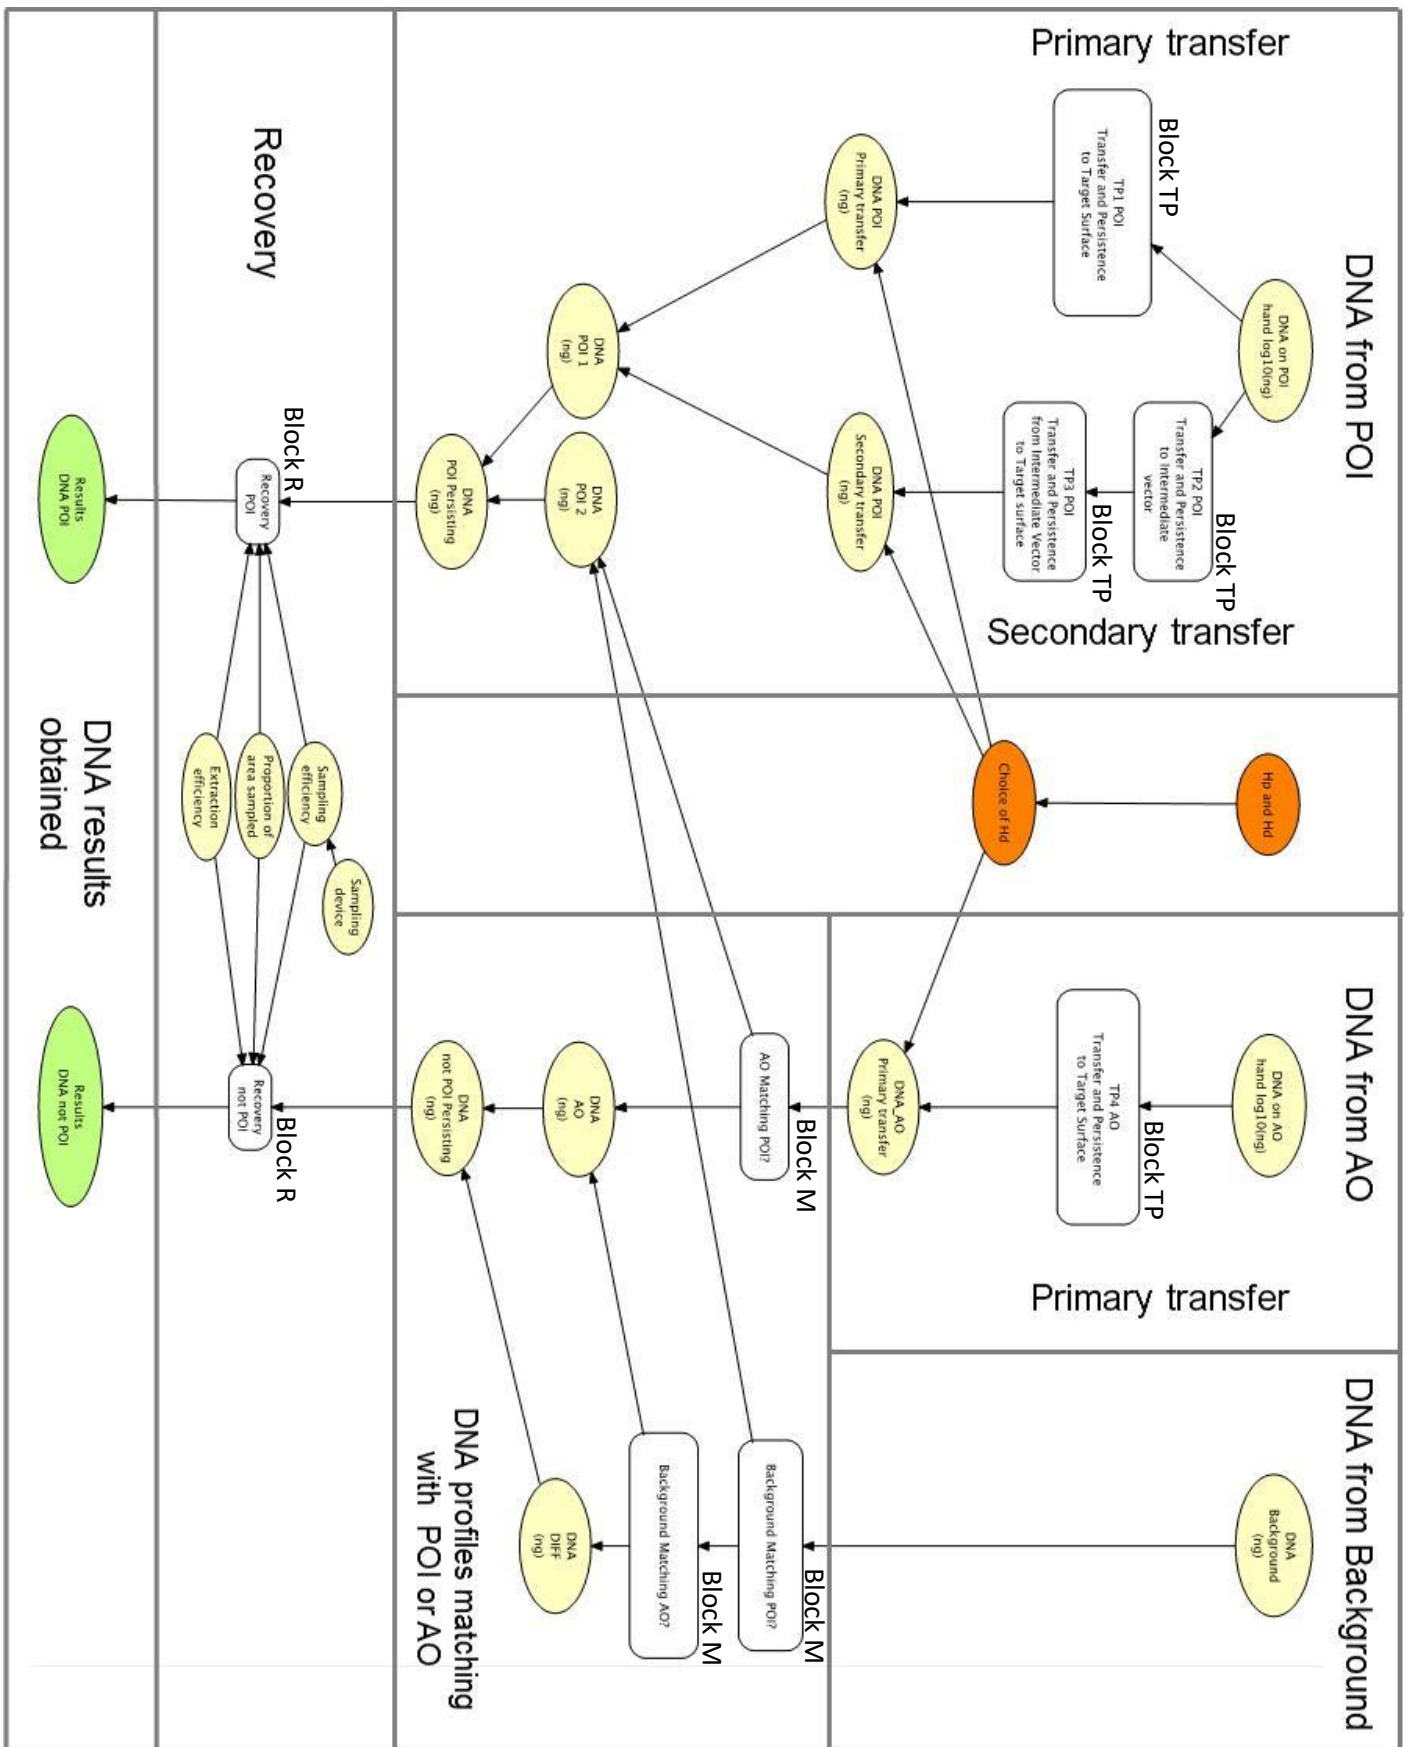 DNA from POI
DNA from AO
DNA from Background
Primary transfer
Secondary transfer
Primary transfer
DNA on POI
hand log10(ng)
Hp and Hd
DNA on AO
hand log10(ng)
DNA
Background
(ng)
Block TP
TP1 POI
Transfer and Persistence
to Target Surface
Block TP
TP2 POI
Transfer and Persistence
to Intermediate
vector
Block TP
TP3 POI
Transfer and Persistence
from Intermediate Vector
to Target surface
Block TP
TP4 AO
Transfer and Persistence
to Target Surface
Choice of Hd
DNA POI
Primary transfer
(ng)
DNA POI
Secondary transfer
(ng)
DNA_AO
Primary transfer
(ng)
Block M
AO Matching POI?
Block M
Background Matching POI?
Block M
Background Matching AO?
DNA
POI 1
(ng)
DNA
POI 2
(ng)
DNA
AO
(ng)
DNA
DIFF
(ng)
DNA
POI Persisting
(ng)
DNA
not POI Persisting
(ng)
DNA profiles matching
with POI or AO
Recovery
Block R
Recovery
POI
Sampling
device
Sampling
efficiency
Proportion of
area sampled
Extraction
efficiency
Block R
Recovery
not POI
Results
DNA POI
DNA results
obtained
Results
DNA not POI